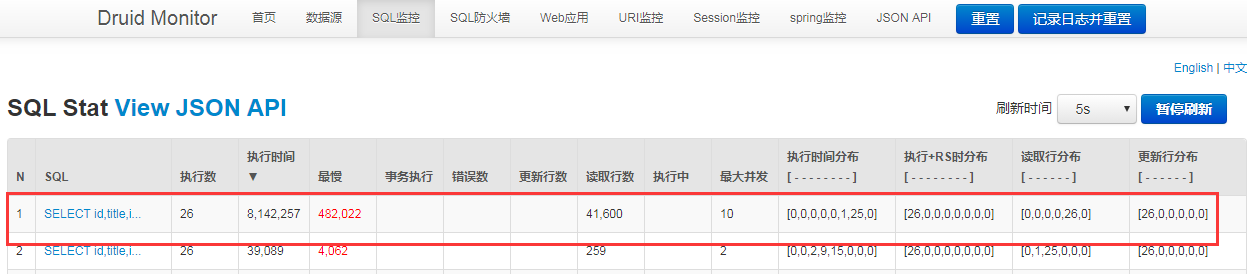 Druid Monitor 首页 数据源 SQL监控 SQL防火墙 Web应用 URI监控 Session监控 spring监控 JSON API 重置 记录日志并重置
English | 中文
SQL Stat View JSON API 刷新时间 5s 暂停刷新
N SQL 执行数 执行时间 ▼ 最慢 事务执行 错误数 更新行数 读取行数 执行中 最大并发 执行时间分布 [ - - - - - - - - ] 执行+RS时分布 [ - - - - - - - - ] 读取行分布 [ - - - - - - ] 更新行分布 [ - - - - - - ]
1 SELECT id,title,i... 26 8,142,257 482,022 41,600 10 [0,0,0,0,0,1,25,0] [26,0,0,0,0,0,0,0] [0,0,0,0,26,0] [26,0,0,0,0,0]
2 SELECT id,title,i... 26 39,089 4,062 259 2 [0,0,2,9,15,0,0,0] [26,0,0,0,0,0,0,0] [0,1,25,0,0,0] [26,0,0,0,0,0]